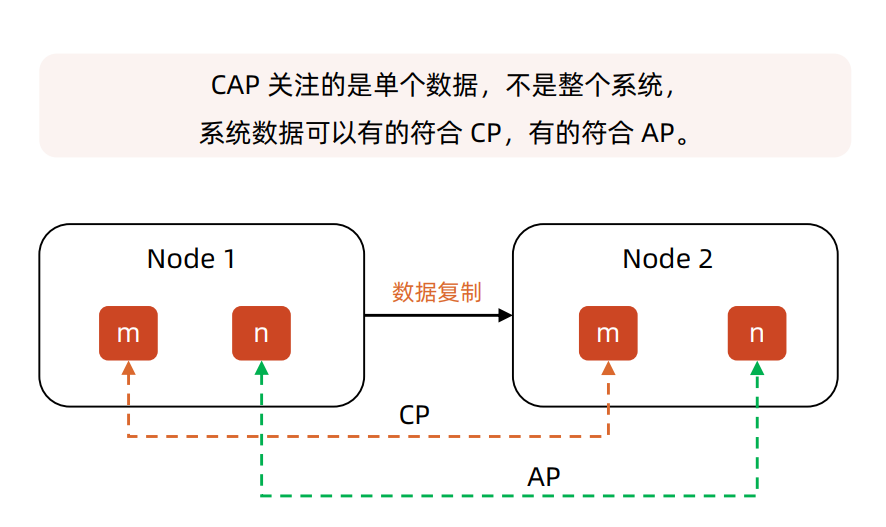 CAP 关注的是单个数据，不是整个系统，
系统数据可以有的符合 CP，有的符合 AP。
Node 1
Node 2
数据复制
m
n
m
n
CP
AP